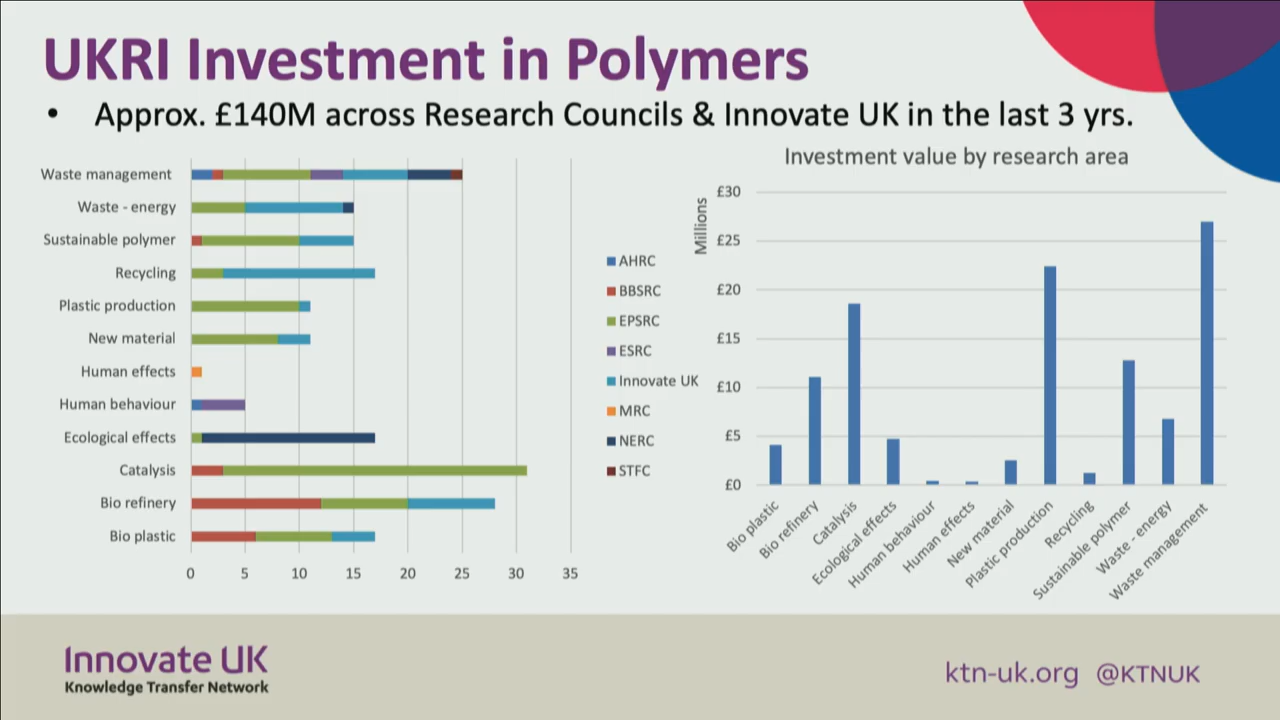 UKRI Investment in Polymers
• Approx. £140M across Research Councils & Innovate UK in the last 3 yrs.
Waste management
Waste - energy
Sustainable polymer
Recycling
Plastic production
New material
Human effects
Human behaviour
Ecological effects
Catalysis
Bio refinery
Bio plastic
0 5 10 15 20 25 30 35
AHRC
BBSRC
EPSRC
ESRC
Innovate UK
MRC
NERC
STFC
Investment value by research area
Millions
£30
£25
£20
£15
£10
£5
£0
Bio plastic
Bio refinery
Catalysis
Ecological effects
Human behaviour
Human effects
New material
Plastic production
Recycling
Sustainable polymer
Waste - energy
Waste management
Innovate UK
Knowledge Transfer Network
ktn-uk.org @KTNUK